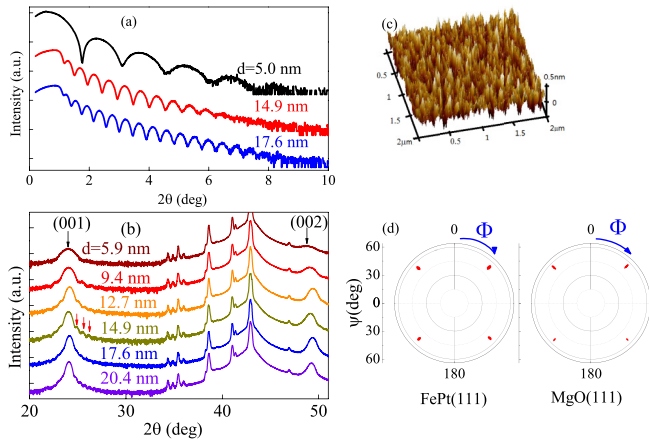 (a)
d=5.0 nm
14.9 nm
17.6 nm
Intensity (a.u.)
0 2 4 6 8 10
2θ (deg)
(c)
0.5
1
1.5
2μm
0.5
1
1.5
2μm
0.5nm
0
(001)
(b)
(002)
d=5.9 nm
9.4 nm
12.7 nm
14.9 nm
17.6 nm
20.4 nm
Intensity (a.u.)
20 30 40 50
2θ (deg)
(d)
0
Φ
0
Φ
60
30
0
30
60
ψ(deg)
180
180
FePt(111)
MgO(111)